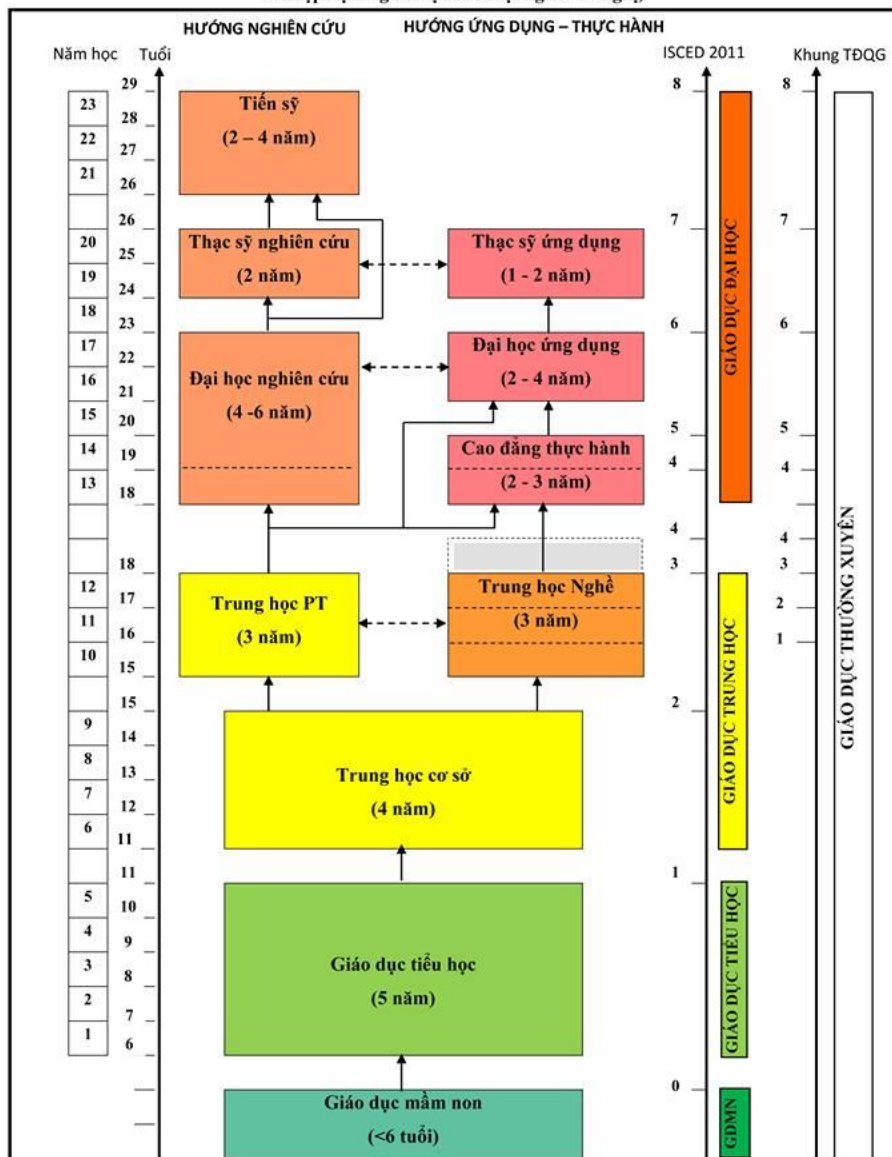 HƯỚNG NGHIÊN CỨU
HƯỚNG ỨNG DỤNG – THỰC HÀNH
Năm học
Tuổi
ISCED 2011
Khung TĐQG
29
23
28
22
27
21
26
26
20
25
19
24
18
23
17
22
16
21
15
20
14
19
13
18
18
12
17
11
16
10
15
15
9
14
8
13
7
12
6
11
11
5
10
4
9
3
8
2
7
1
6
Tiến sỹ
(2 – 4 năm)
Thạc sỹ nghiên cứu
(2 năm)
Thạc sỹ ứng dụng
(1 - 2 năm)
Đại học nghiên cứu
(4 -6 năm)
Đại học ứng dụng
(2 - 4 năm)
Cao đẳng thực hành
(2 - 3 năm)
Trung học PT
(3 năm)
Trung học Nghề
(3 năm)
Trung học cơ sở
(4 năm)
Giáo dục tiểu học
(5 năm)
Giáo dục mầm non
(<6 tuổi)
8
7
6
5
4
4
3
2
1
0
GIÁO DỤC ĐẠI HỌC
GIÁO DỤC TRUNG HỌC
GIÁO DỤC TIỂU HỌC
GDMN
8
7
6
5
4
4
3
2
1
GIÁO DỤC THƯỜNG XUYÊN